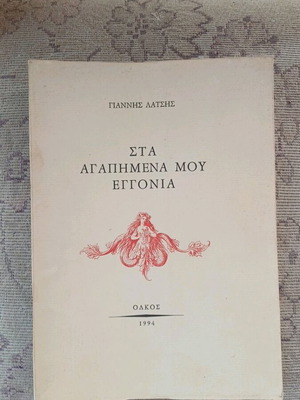 ΓΙΑΝΝΗΣ ΛΑΤΣΗΣ
ΣΤΑ
ΑΓΑΠΗΜΕΝΑ ΜΟΥ
ΕΓΓΟΝΙΑ
ΟΛΚΟΣ
1994